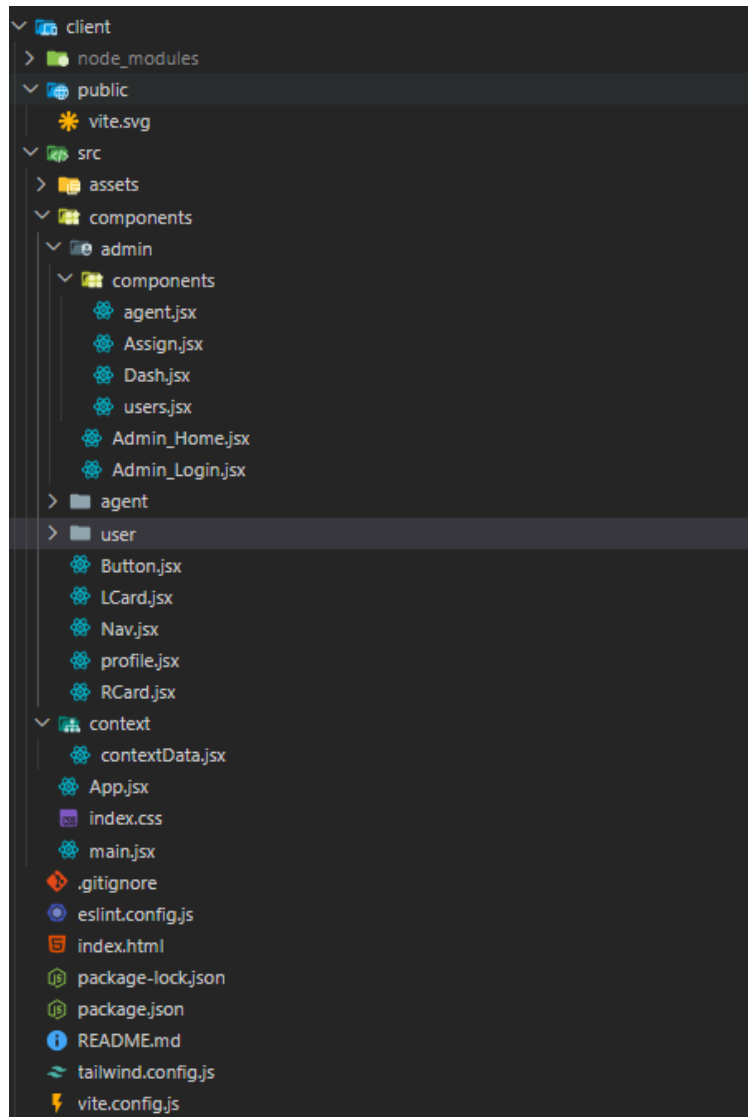 client
node_modules
public
vite.svg
src
assets
components
admin
components
agent.jsx
Assign.jsx
Dash.jsx
users.jsx
Admin_Home.jsx
Admin_Login.jsx
agent
user
Button.jsx
LCard.jsx
Nav.jsx
profile.jsx
RCard.jsx
context
contextData.jsx
App.jsx
index.css
main.jsx
.gitignore
eslint.config.js
index.html
package-lock.json
package.json
README.md
tailwind.config.js
vite.config.js